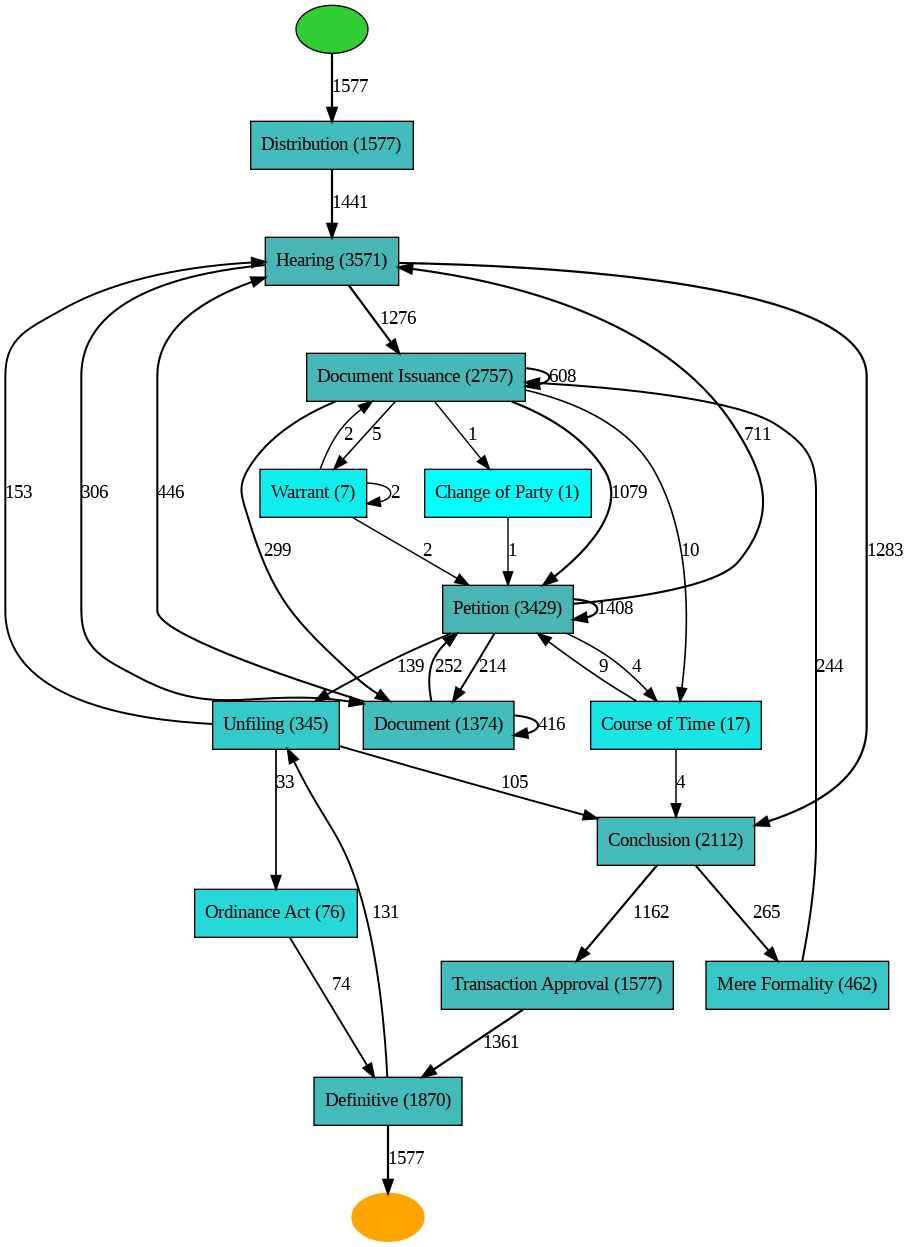 1577
Distribution (1577)
1441
Hearing (3571)
1276
Document Issuance (2757)
608
2
5
1
711
Warrant (7)
2
Change of Party (1)
153
306
446
1079
299
2
1
10
1283
Petition (3429)
1408
139
252
214
9
4
244
Unfiling (345)
Document (1374)
416
Course of Time (17)
33
105
4
Conclusion (2112)
Ordinance Act (76)
131
1162
265
74
Transaction Approval (1577)
Mere Formality (462)
1361
Definitive (1870)
1577